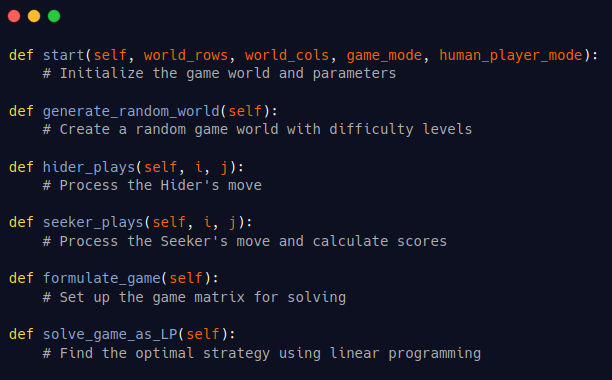 def start(self, world_rows, world_cols, game_mode, human_player_mode):
    # Initialize the game world and parameters
def generate_random_world(self):
    # Create a random game world with difficulty levels
def hider_plays(self, i, j):
    # Process the Hider's move
def seeker_plays(self, i, j):
    # Process the Seeker's move and calculate scores
def formulate_game(self):
    # Set up the game matrix for solving
def solve_game_as_LP(self):
    # Find the optimal strategy using linear programming